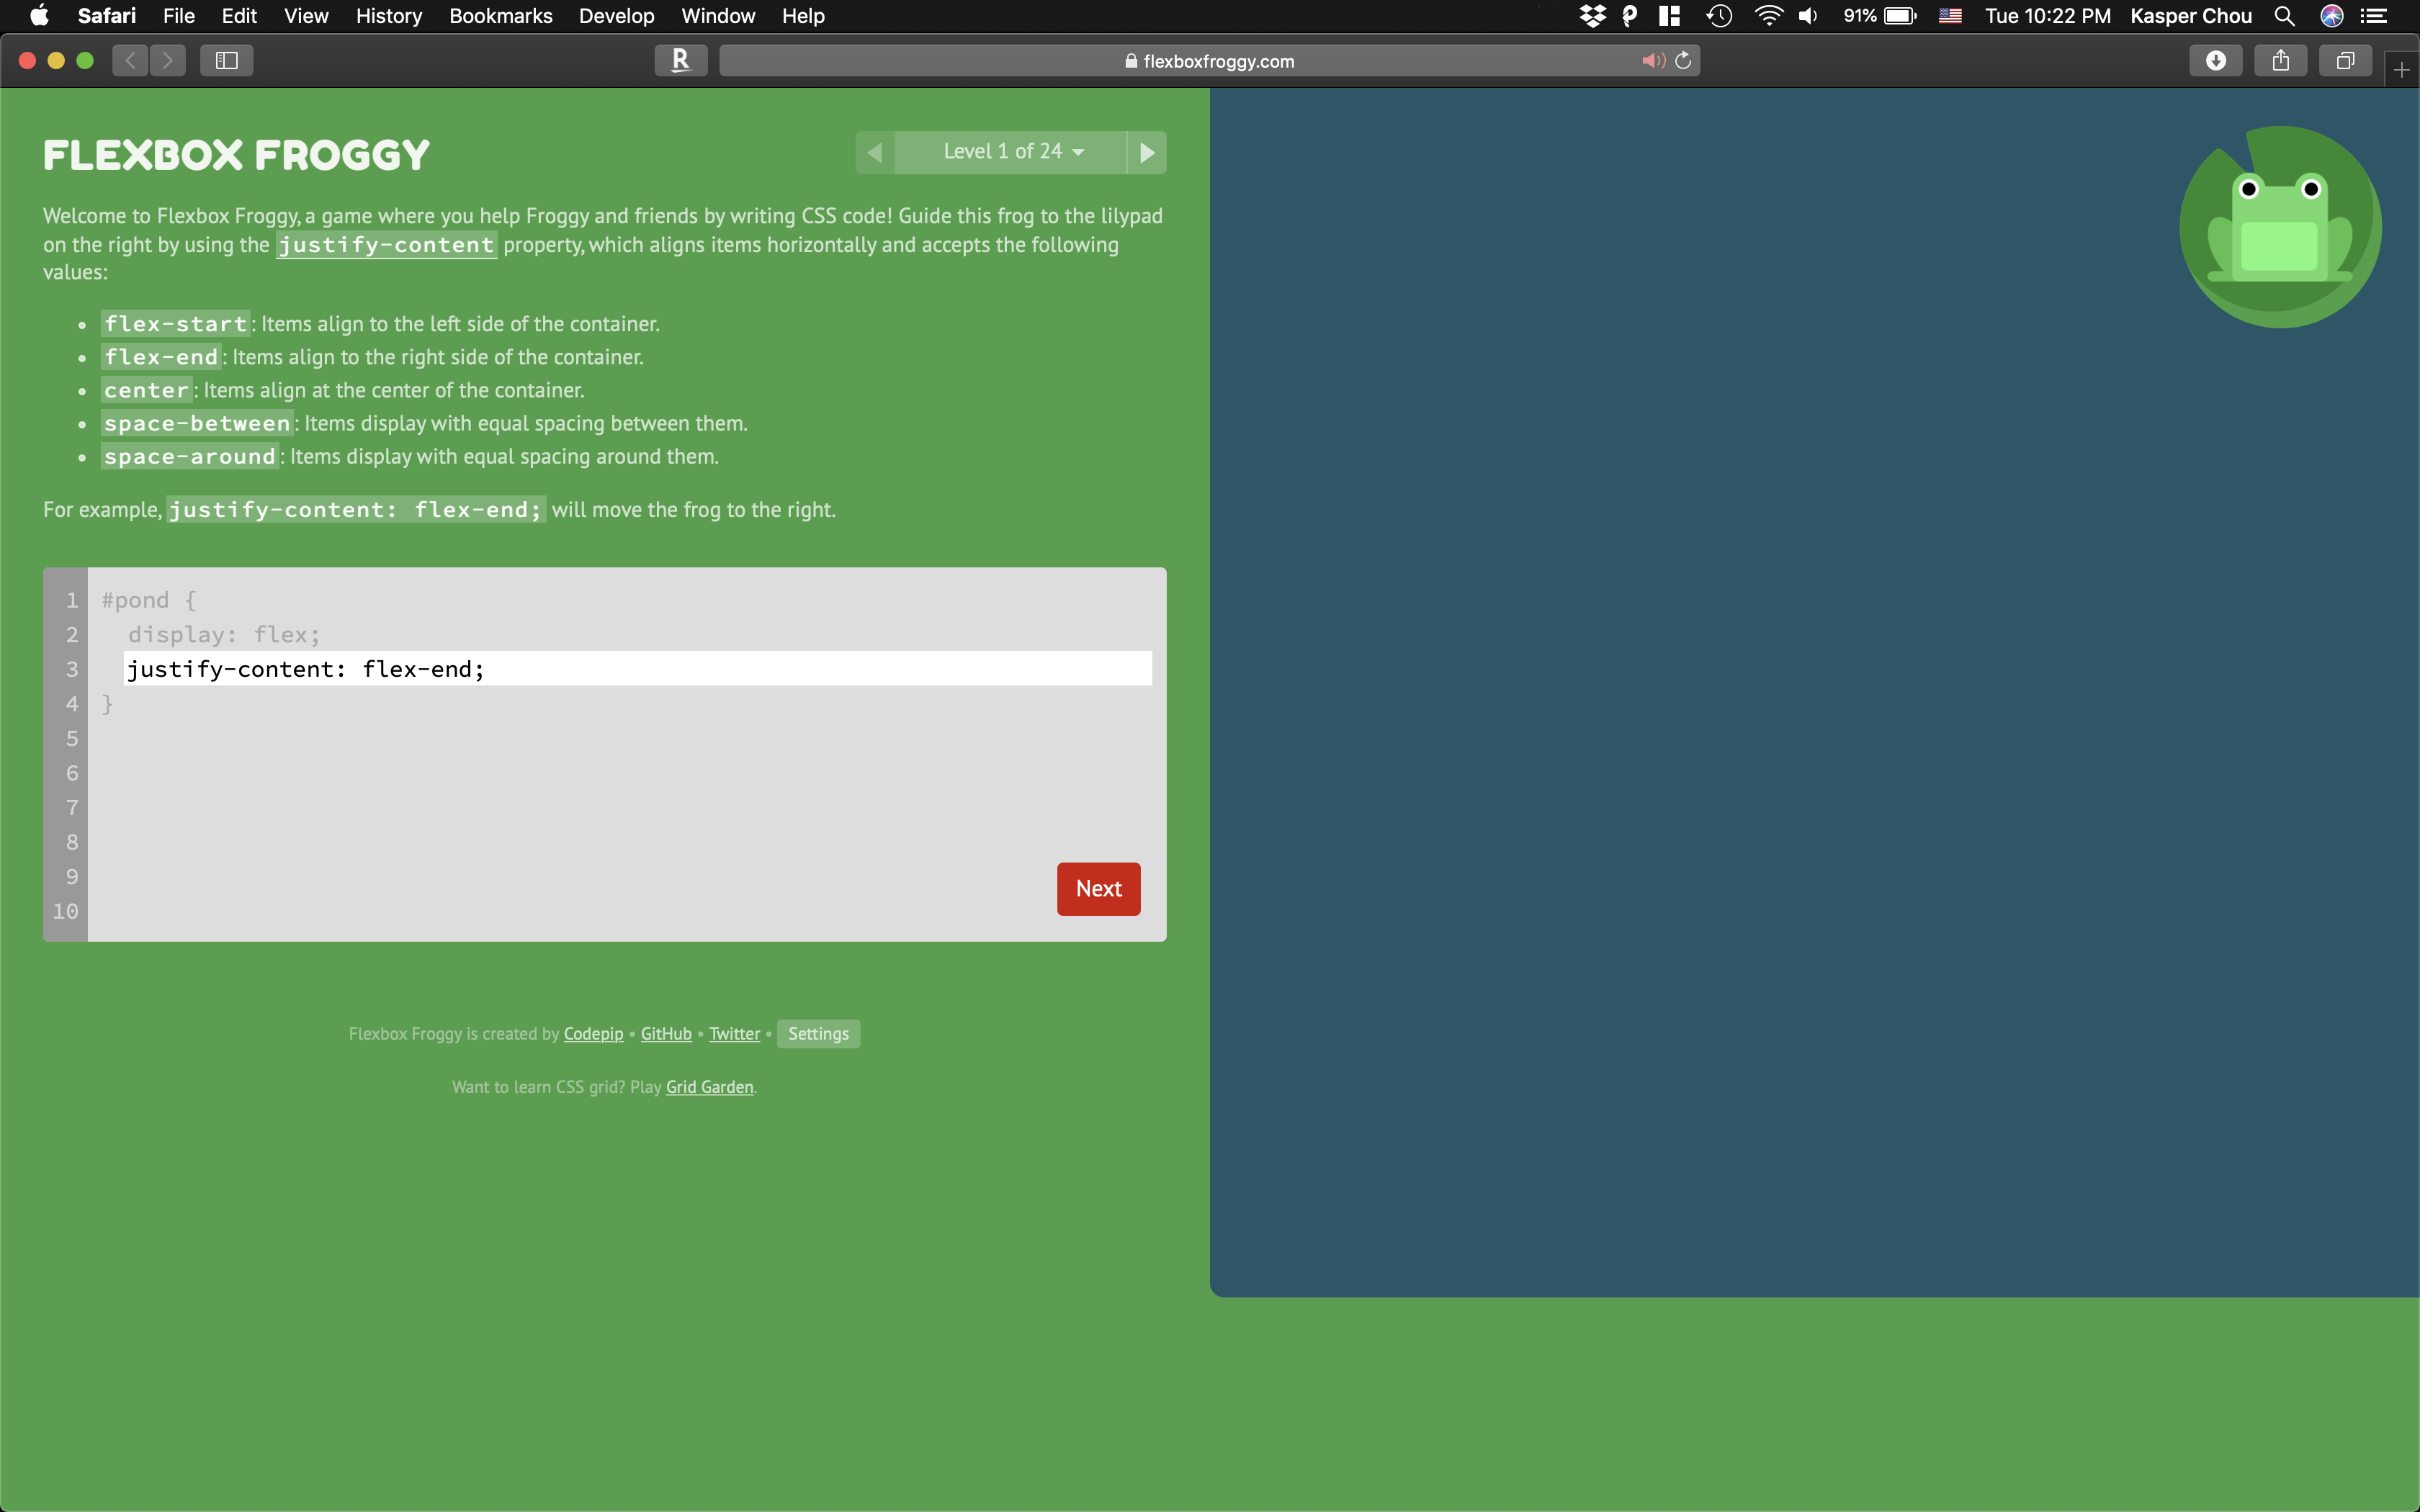 Safari File Edit View History Bookmarks Develop Window Help 91% Tue 10:22 PM Kasper Chou
R flexboxfroggy.com
FLEXBOX FROGGY
Level 1 of 24
Welcome to Flexbox Froggy, a game where you help Froggy and friends by writing CSS code! Guide this frog to the lilypad
on the right by using the justify-content property, which aligns items horizontally and accepts the following
values:
• flex-start: Items align to the left side of the container.
• flex-end: Items align to the right side of the container.
• center: Items align at the center of the container.
• space-between: Items display with equal spacing between them.
• space-around: Items display with equal spacing around them.
For example, justify-content: flex-end; will move the frog to the right.
1 #pond {
2 display: flex;
3 justify-content: flex-end;
4 }
5
6
7
8
9
10
Next
Flexbox Froggy is created by Codepip • GitHub • Twitter • Settings
Want to learn CSS grid? Play Grid Garden.